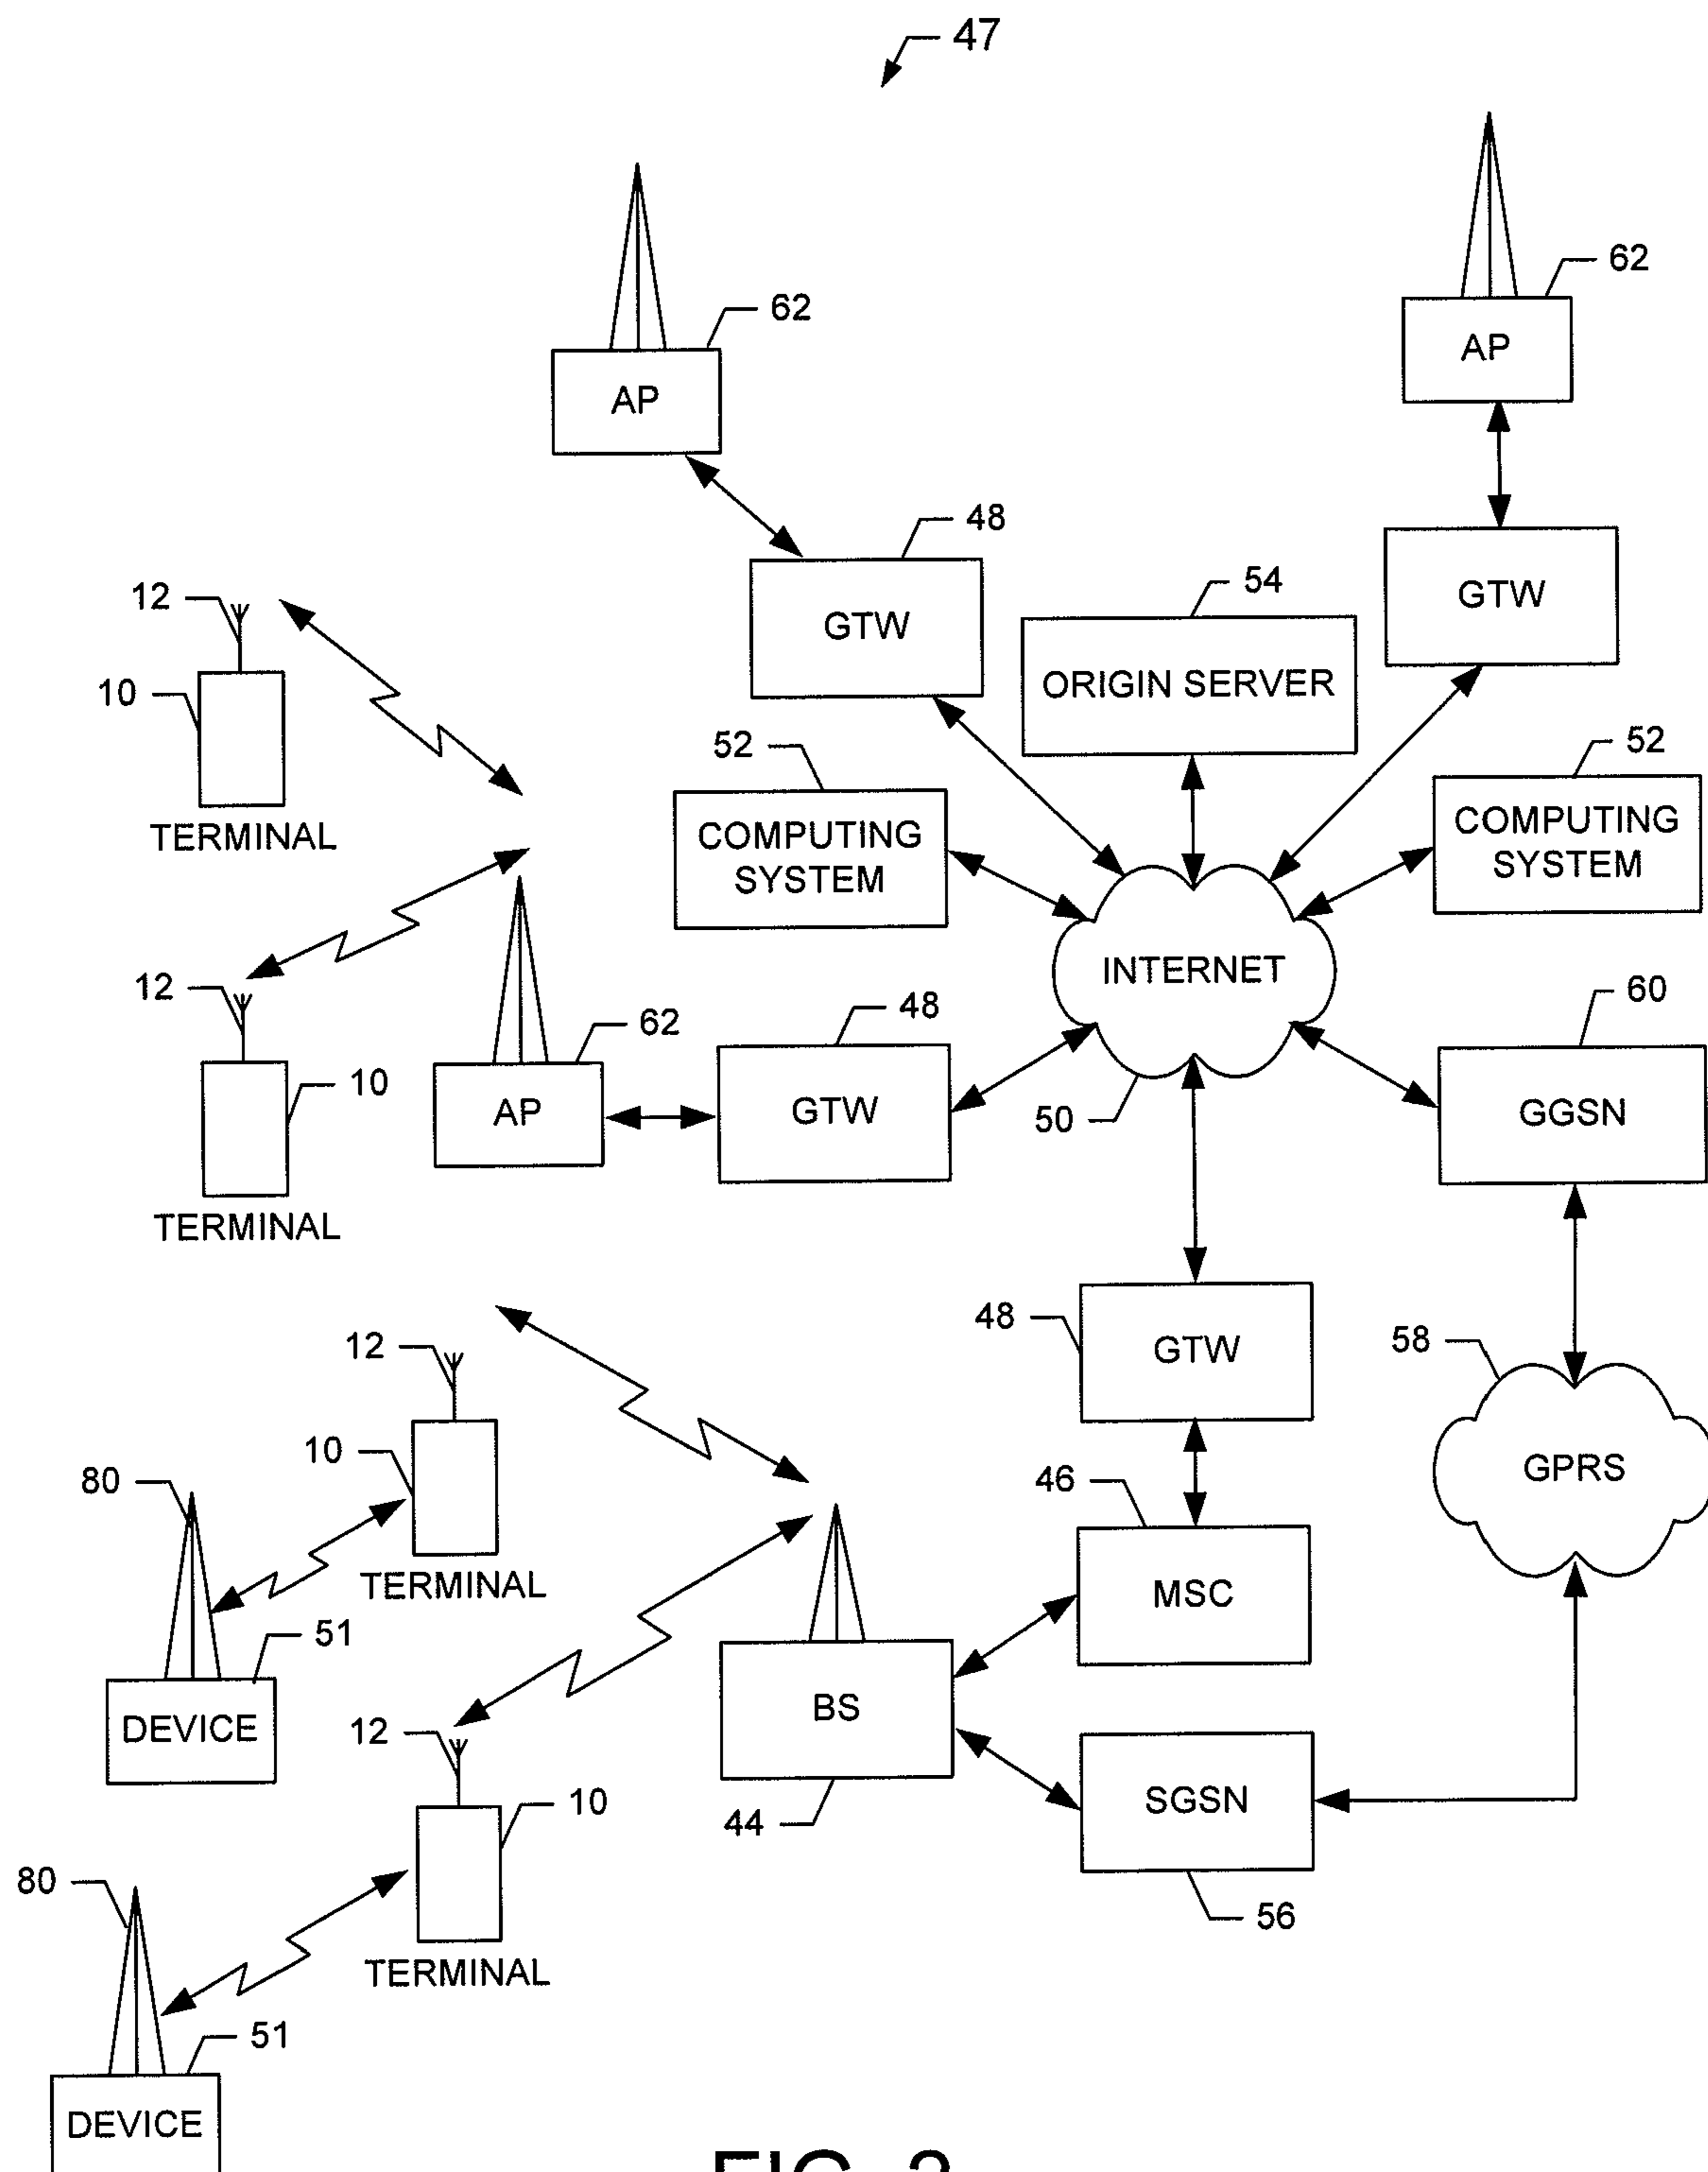 47
62
AP
62
AP
48
GTW
GTW
54
ORIGIN SERVER
12
10
TERMINAL
52
COMPUTING
SYSTEM
52
COMPUTING
SYSTEM
INTERNET
50
12
10
TERMINAL
62
AP
48
GTW
60
GGSN
48
GTW
58
GPRS
12
10
TERMINAL
80
51
DEVICE
46
MSC
BS
44
12
10
TERMINAL
SGSN
56
80
51
DEVICE